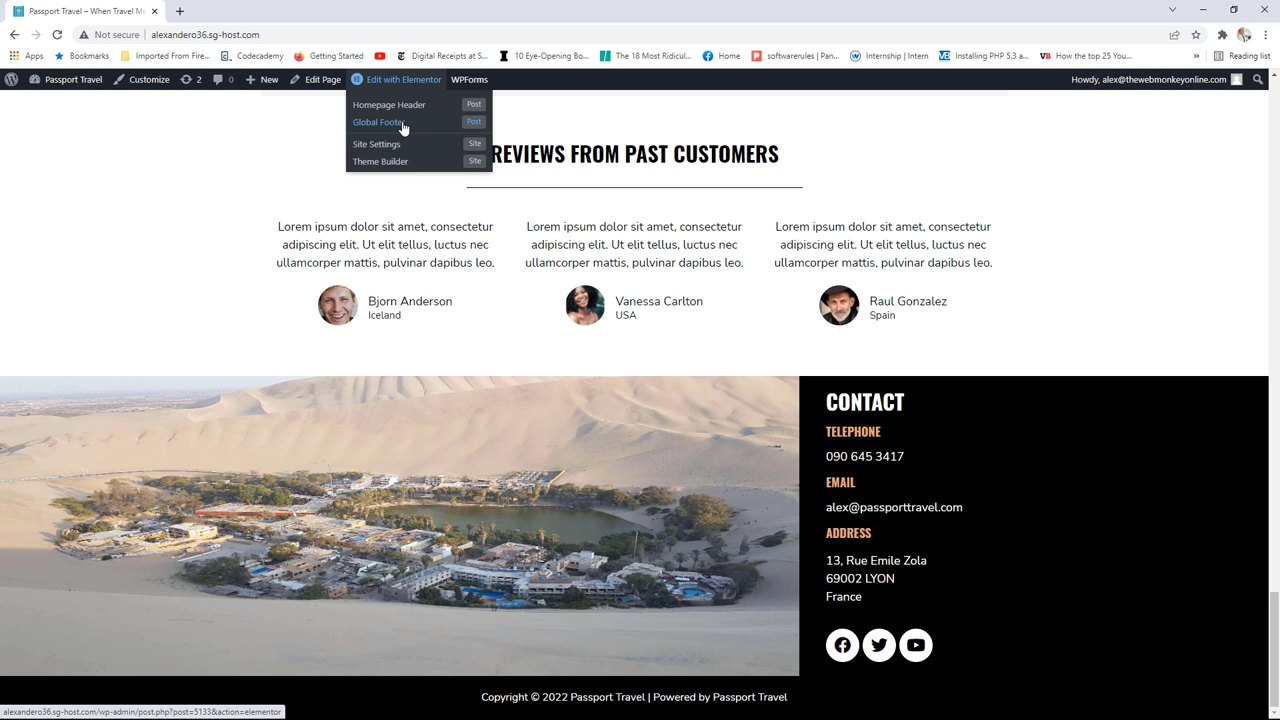 Passport Travel – When Travel M
Not secure | alexandero36.sg-host.com
Apps Bookmarks Imported From Fire... Codecademy Getting Started Digital Receipts at S... 10 Eye-Opening Bo... The 18 Most Ridicul... Home softwarerules | Pan... Internship | Intern Installing PHP 5.3 a... How the top 25 You... » Reading list
Passport Travel Customize 2 0 New Edit Page Edit with Elementor WPForms Howdy, alex@thewebmonkeyonline.com
Homepage Header Post
Global Footer Post
Site Settings Site
Theme Builder Site
REVIEWS FROM PAST CUSTOMERS
Lorem ipsum dolor sit amet, consectetur
adipiscing elit. Ut elit tellus, luctus nec
ullamcorper mattis, pulvinar dapibus leo.
Bjorn Anderson
Iceland
Lorem ipsum dolor sit amet, consectetur
adipiscing elit. Ut elit tellus, luctus nec
ullamcorper mattis, pulvinar dapibus leo.
Vanessa Carlton
USA
Lorem ipsum dolor sit amet, consectetur
adipiscing elit. Ut elit tellus, luctus nec
ullamcorper mattis, pulvinar dapibus leo.
Raul Gonzalez
Spain
CONTACT
TELEPHONE
090 645 3417
EMAIL
alex@passporttravel.com
ADDRESS
13, Rue Emile Zola
69002 LYON
France
Copyright © 2022 Passport Travel | Powered by Passport Travel
alexandero36.sg-host.com/wp-admin/post.php?post=5133&action=elementor